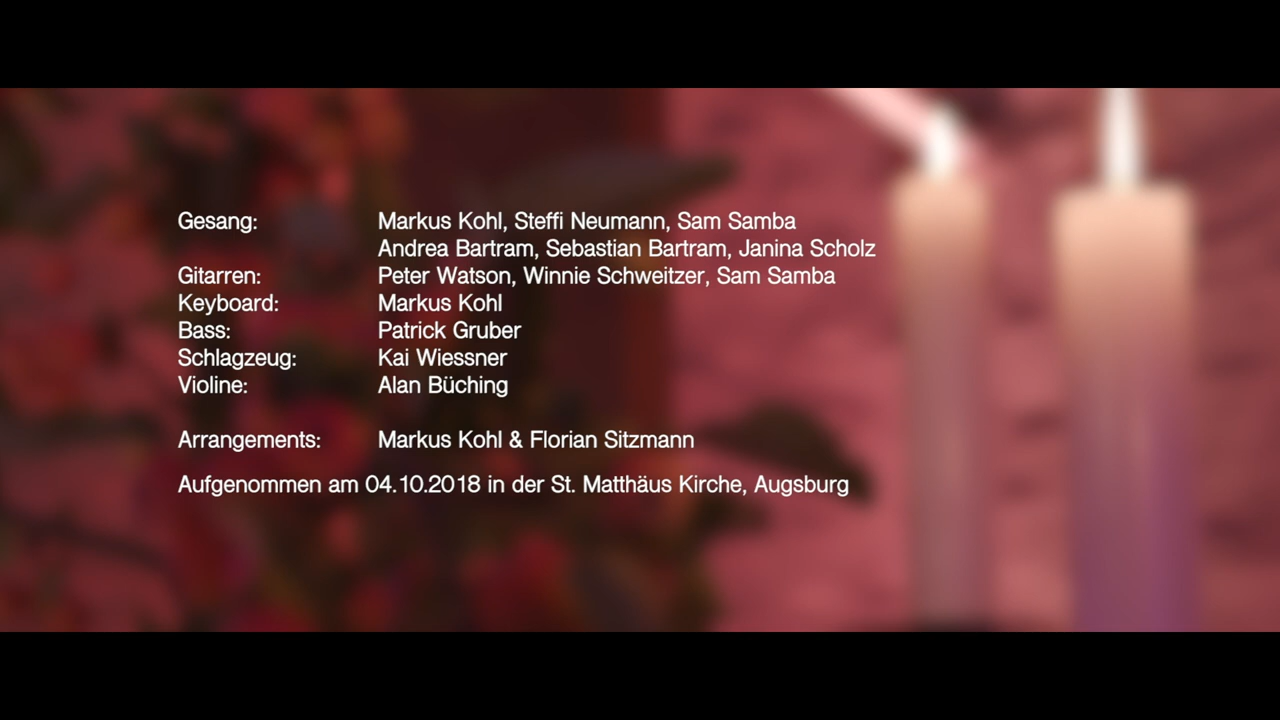 Gesang: Markus Kohl, Steffi Neumann, Sam Samba
Andrea Bartram, Sebastian Bartram, Janina Scholz
Gitarren: Peter Watson, Winnie Schweitzer, Sam Samba
Keyboard: Markus Kohl
Bass: Patrick Gruber
Schlagzeug: Kai Wiessner
Violine: Alan Büching
Arrangements: Markus Kohl & Florian Sitzmann
Aufgenommen am 04.10.2018 in der St. Matthäus Kirche, Augsburg